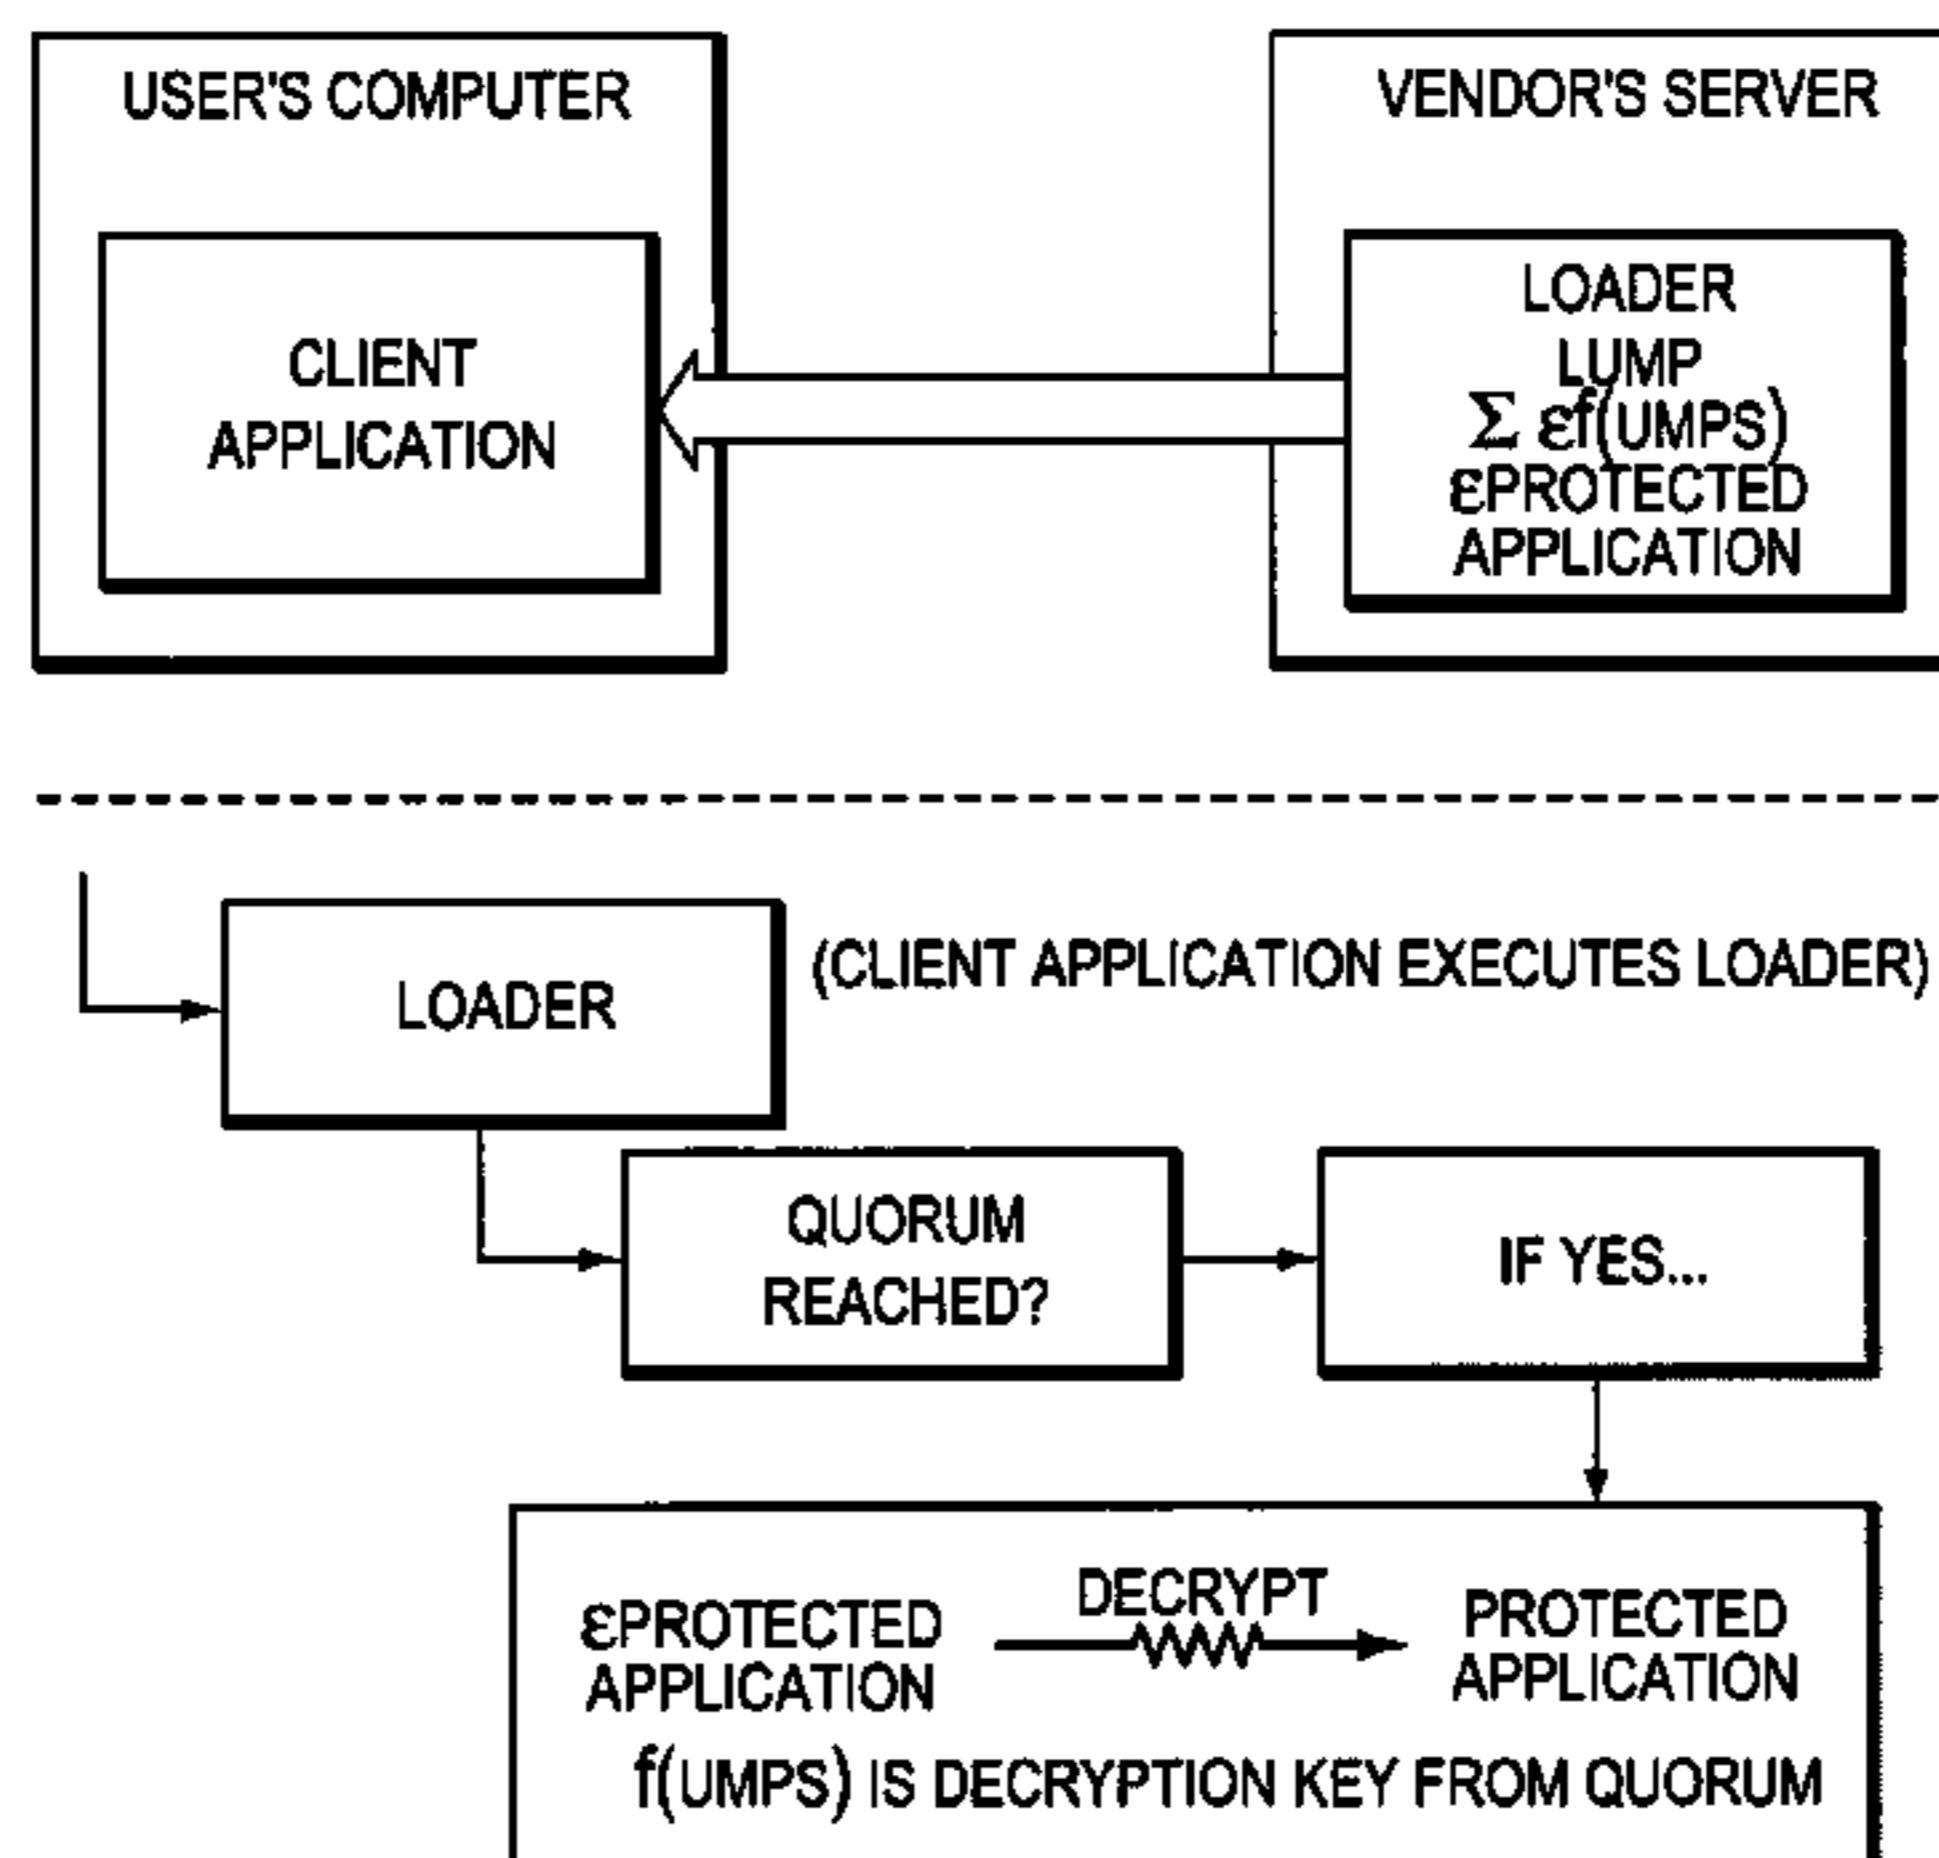 USER'S COMPUTER
VENDOR'S SERVER
CLIENT
APPLICATION
LOADER
LUMP
Σ εf(UMPS)
εPROTECTED
APPLICATION
LOADER
(CLIENT APPLICATION EXECUTES LOADER)
QUORUM
REACHED?
IF YES...
εPROTECTED
APPLICATION
DECRYPT
PROTECTED
APPLICATION
f(UMPS) IS DECRYPTION KEY FROM QUORUM